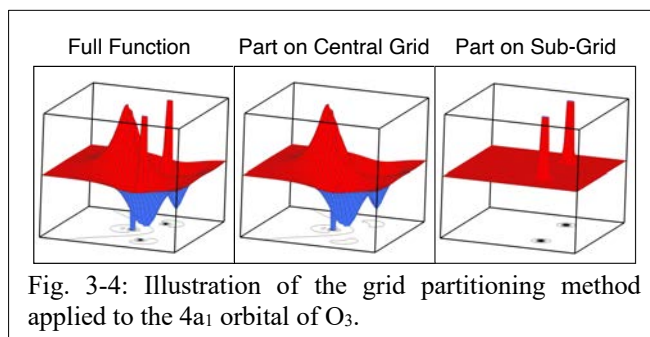 Full Function Part on Central Grid Part on Sub-Grid
Fig. 3-4: Illustration of the grid partitioning method
applied to the 4a₁ orbital of O₃.